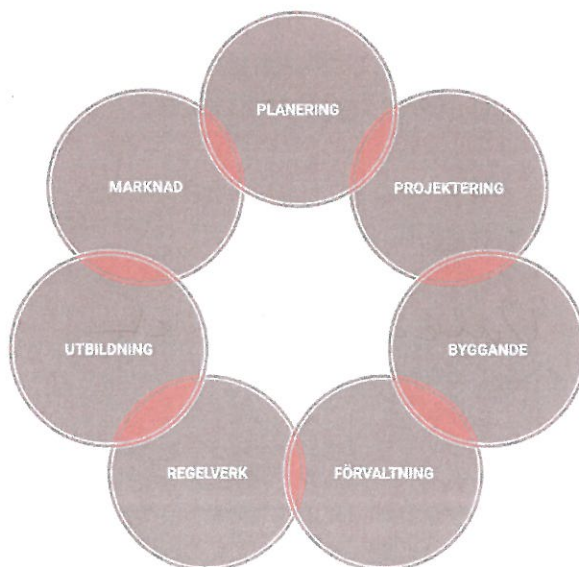 PLANERING
MARKNAD
PROJEKTERING
UTBILDNING
BYGGANDE
REGELVERK
FÖRVALTNING